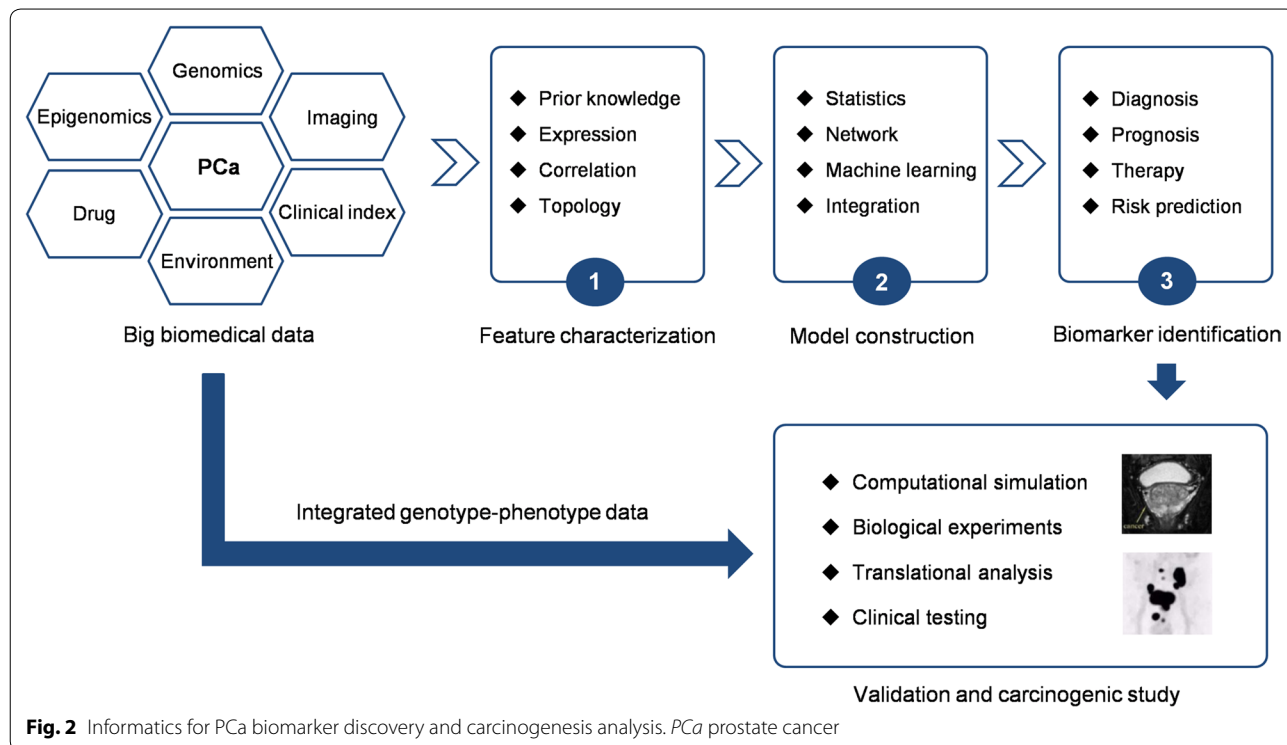 Genomics
Epigenomics
Imaging
PCa
Drug
Clinical index
Environment
Big biomedical data
◆ Prior knowledge
◆ Expression
◆ Correlation
◆ Topology
1
Feature characterization
◆ Statistics
◆ Network
◆ Machine learning
◆ Integration
2
Model construction
◆ Diagnosis
◆ Prognosis
◆ Therapy
◆ Risk prediction
3
Biomarker identification
Integrated genotype-phenotype data
◆ Computational simulation
◆ Biological experiments
◆ Translational analysis
◆ Clinical testing
cancer
Validation and carcinogenic study
Fig. 2 Informatics for PCa biomarker discovery and carcinogenesis analysis. PCa prostate cancer